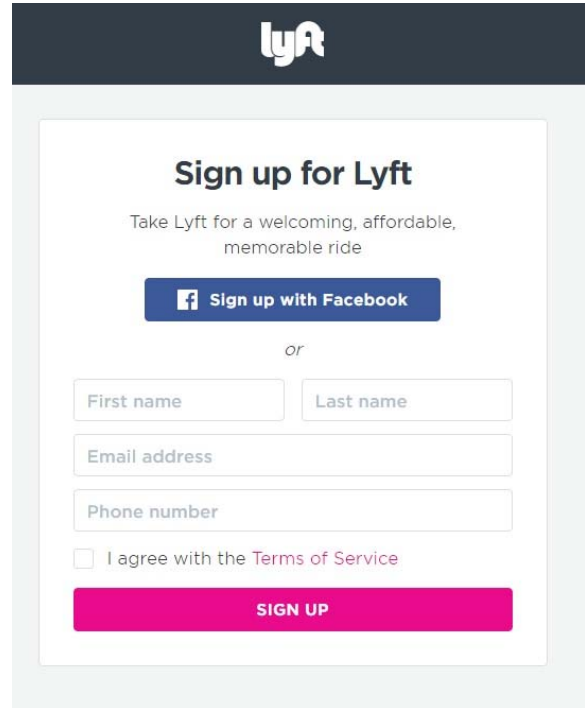 lyft
Sign up for Lyft
Take Lyft for a welcoming, affordable,
memorable ride
f Sign up with Facebook
or
First name Last name
Email address
Phone number
I agree with the Terms of Service
SIGN UP